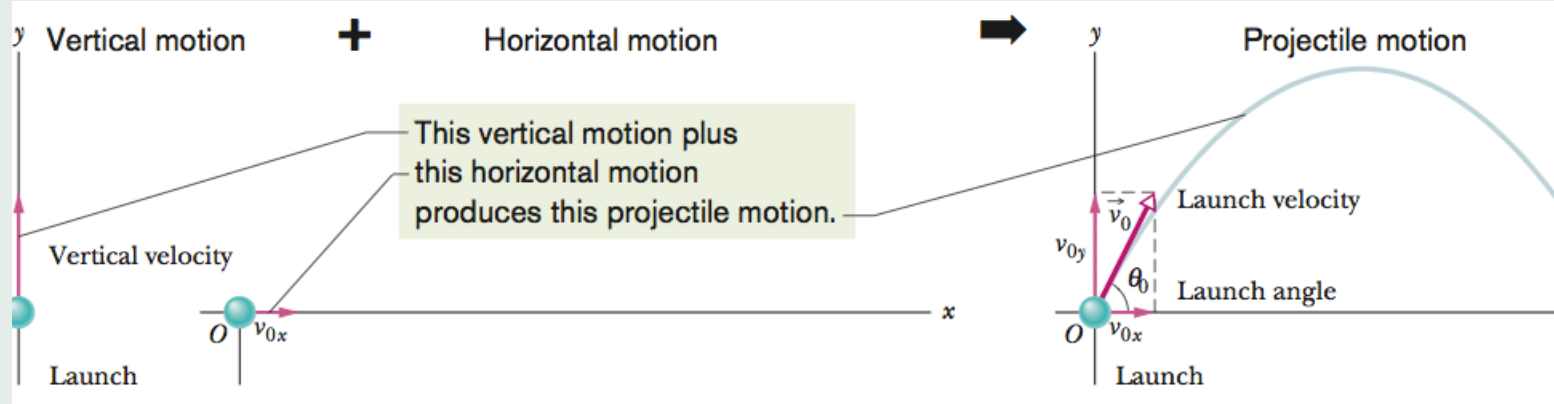 y Vertical motion + Horizontal motion y Projectile motion
This vertical motion plus
this horizontal motion
produces this projectile motion.
Vertical velocity
O v0x x
Launch
v⃗0 Launch velocity
v0y
θ0 Launch angle
O v0x
Launch